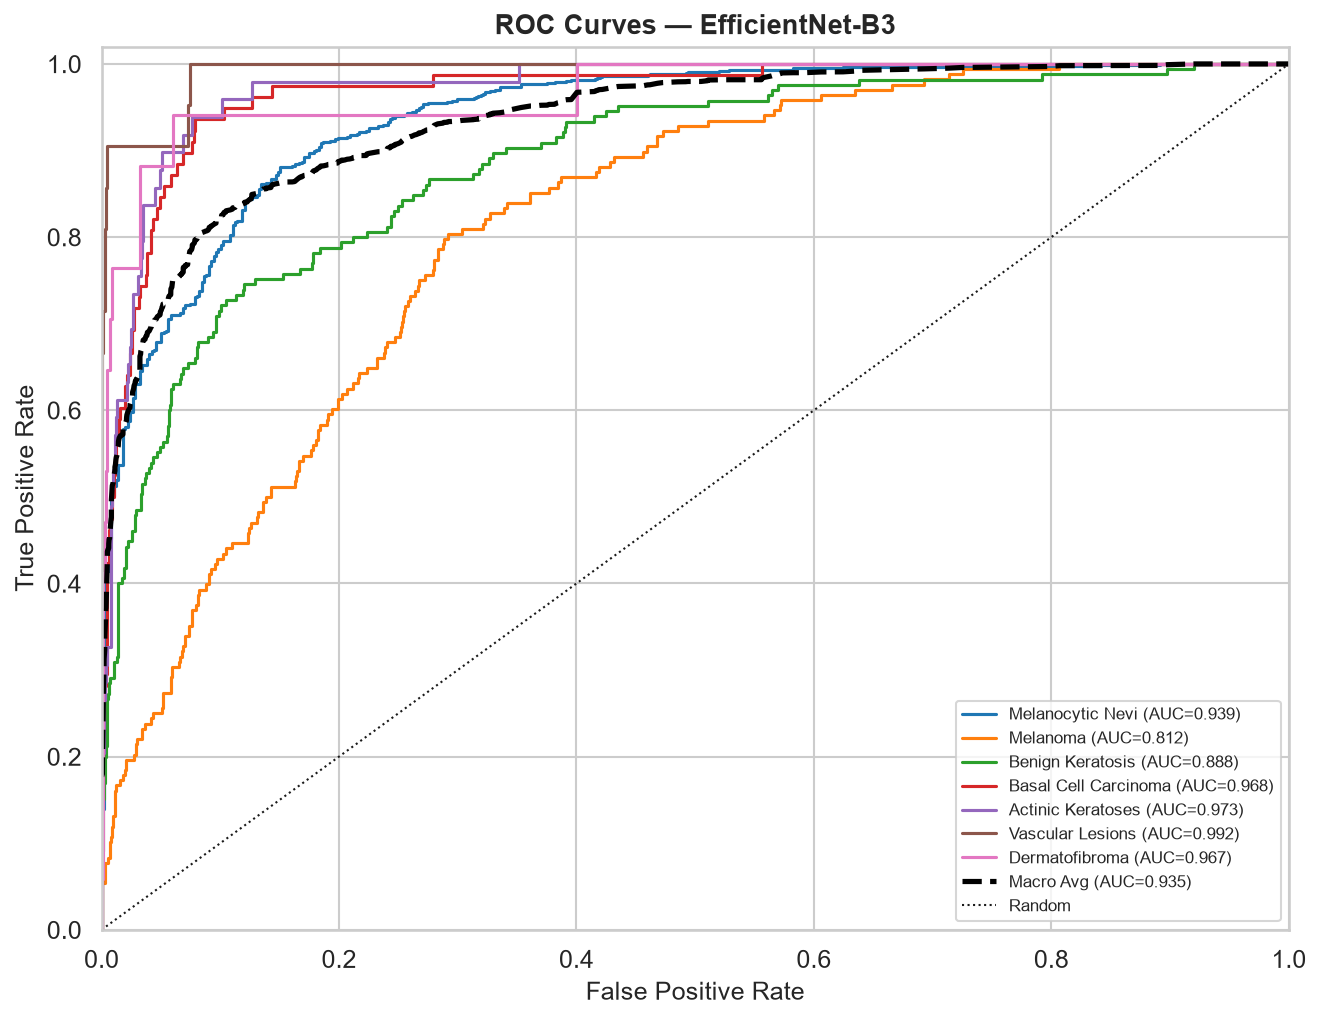 ROC Curves — EfficientNet-B3
True Positive Rate
1.0
0.8
0.6
0.4
0.2
0.0
Melanocytic Nevi (AUC=0.939)
Melanoma (AUC=0.812)
Benign Keratosis (AUC=0.888)
Basal Cell Carcinoma (AUC=0.968)
Actinic Keratoses (AUC=0.973)
Vascular Lesions (AUC=0.992)
Dermatofibroma (AUC=0.967)
Macro Avg (AUC=0.935)
Random
0.0 0.2 0.4 0.6 0.8 1.0
False Positive Rate